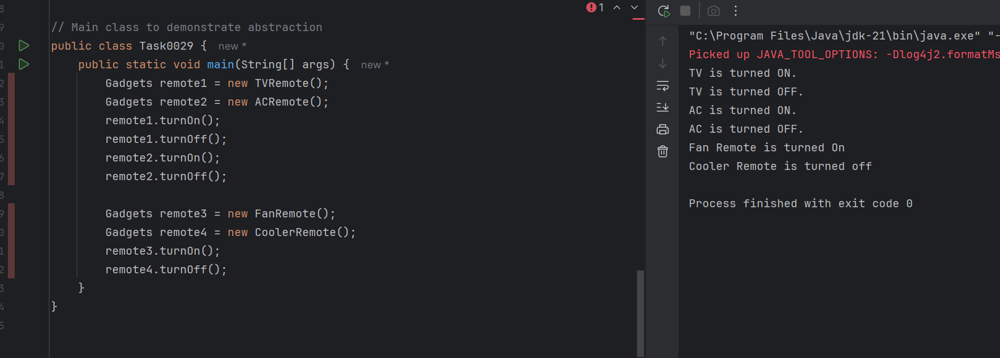 1
// Main class to demonstrate abstraction
public class Task0029 { new *
public static void main(String[] args) { new *
Gadgets remote1 = new TVRemote();
Gadgets remote2 = new ACRemote();
remote1.turnOn();
remote1.turnOff();
remote2.turnOn();
remote2.turnOff();
Gadgets remote3 = new FanRemote();
Gadgets remote4 = new CoolerRemote();
remote3.turnOn();
remote4.turnOff();
}
}
"C:\Program Files\Java\jdk-21\bin\java.exe" "-
Picked up JAVA_TOOL_OPTIONS: -Dlog4j2.formatMs
TV is turned ON.
TV is turned OFF.
AC is turned ON.
AC is turned OFF.
Fan Remote is turned On
Cooler Remote is turned off
Process finished with exit code 0